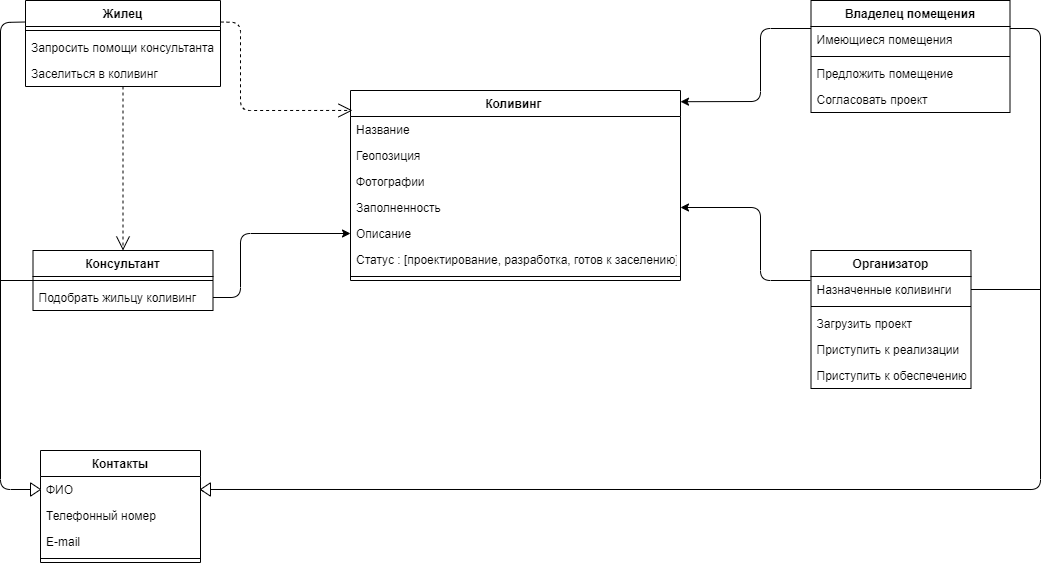 Жилец
Запросить помощи консультанта
Заселиться в коливинг
Владелец помещения
Имеющиеся помещения
Предложить помещение
Согласовать проект
Коливинг
Название
Геопозиция
Фотографии
Заполненность
Описание
Статус : [проектирование, разработка, готов к заселению]
Консультант
Подобрать жильцу коливинг
Организатор
Назначенные коливинги
Загрузить проект
Приступить к реализации
Приступить к обеспечению
Контакты
ФИО
Телефонный номер
E-mail